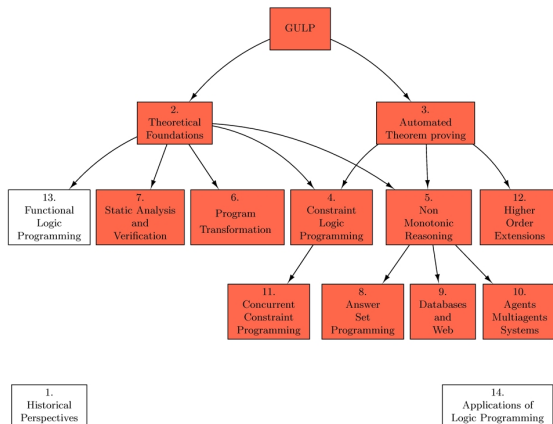 GULP
2.
Theoretical
Foundations
3.
Automated
Theorem proving
13.
Functional
Logic
Programming
7.
Static Analysis
and
Verification
6.
Program
Transformation
4.
Constraint
Logic
Programming
5.
Non
Monotonic
Reasoning
12.
Higher
Order
Extensions
11.
Concurrent
Constraint
Programming
8.
Answer
Set
Programming
9.
Databases
and
Web
10.
Agents
Multiagents
Systems
1.
Historical
Perspectives
14.
Applications of
Logic Programming